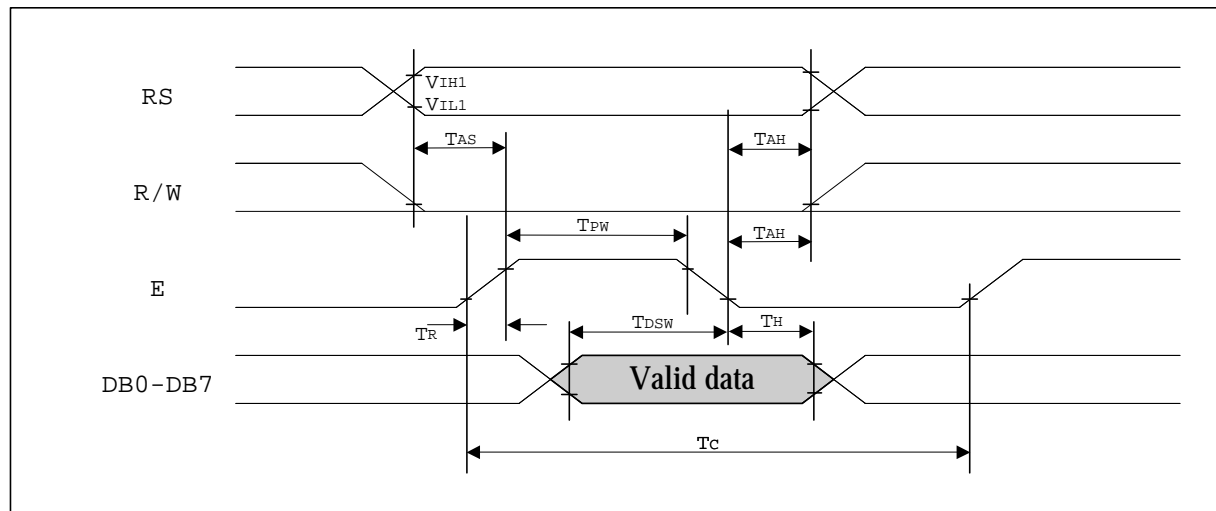 RS
VIH1
VIL1
TAS
TAH
R/W
TPW
TAH
E
TR
TDSW
TH
DB0-DB7
Valid data
TC